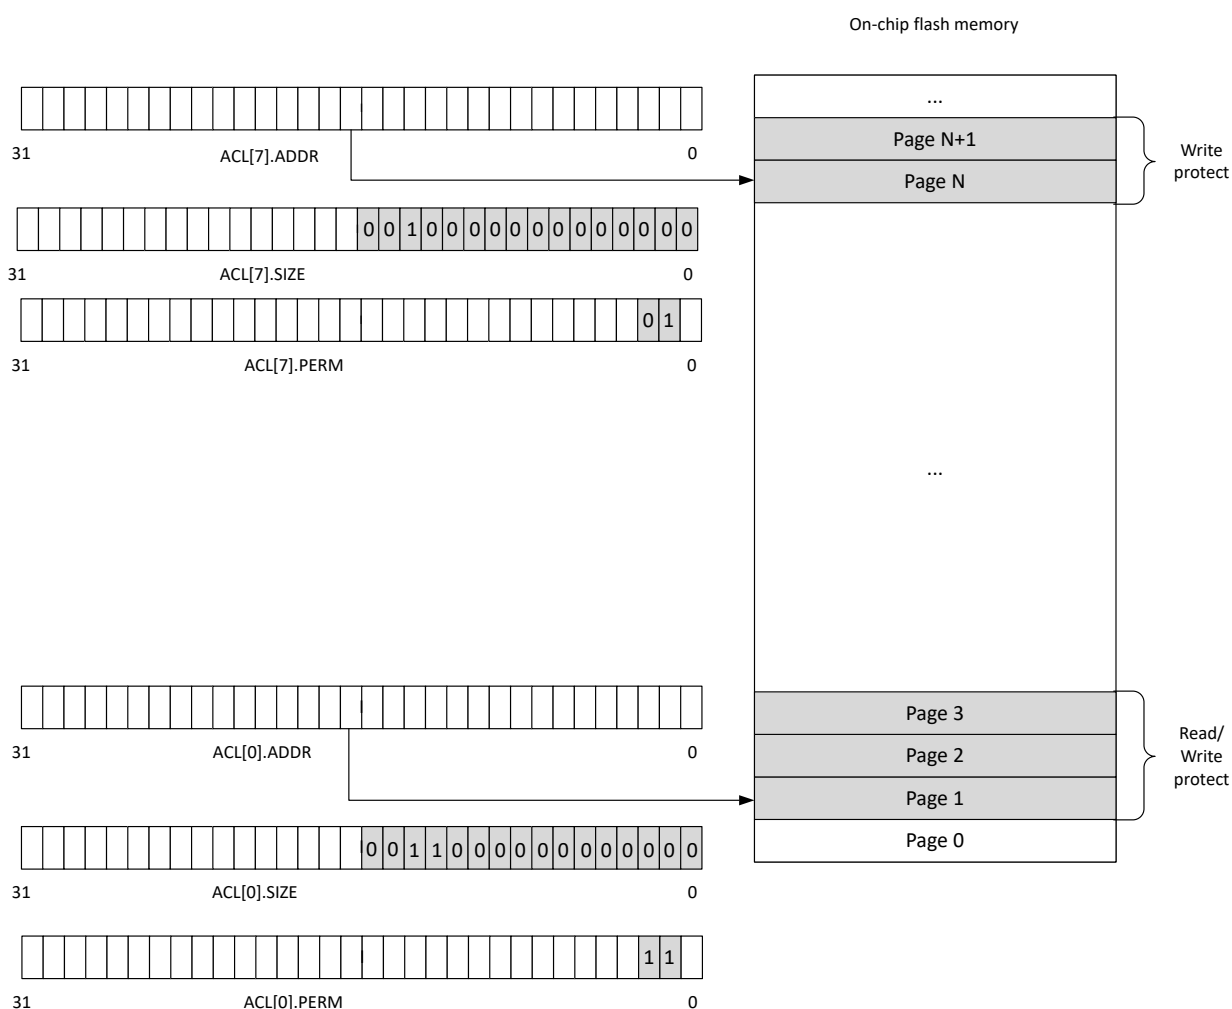 On-chip flash memory
...
31 ACL[7].ADDR 0
Page N+1
Page N
Write
protect
0 0 1 0 0 0 0 0 0 0 0 0 0 0 0 0
31 ACL[7].SIZE 0
0 1
31 ACL[7].PERM 0
...
31 ACL[0].ADDR 0
Page 3
Page 2
Page 1
Page 0
Read/
Write
protect
0 0 1 1 0 0 0 0 0 0 0 0 0 0 0 0
31 ACL[0].SIZE 0
1 1
31 ACL[0].PERM 0